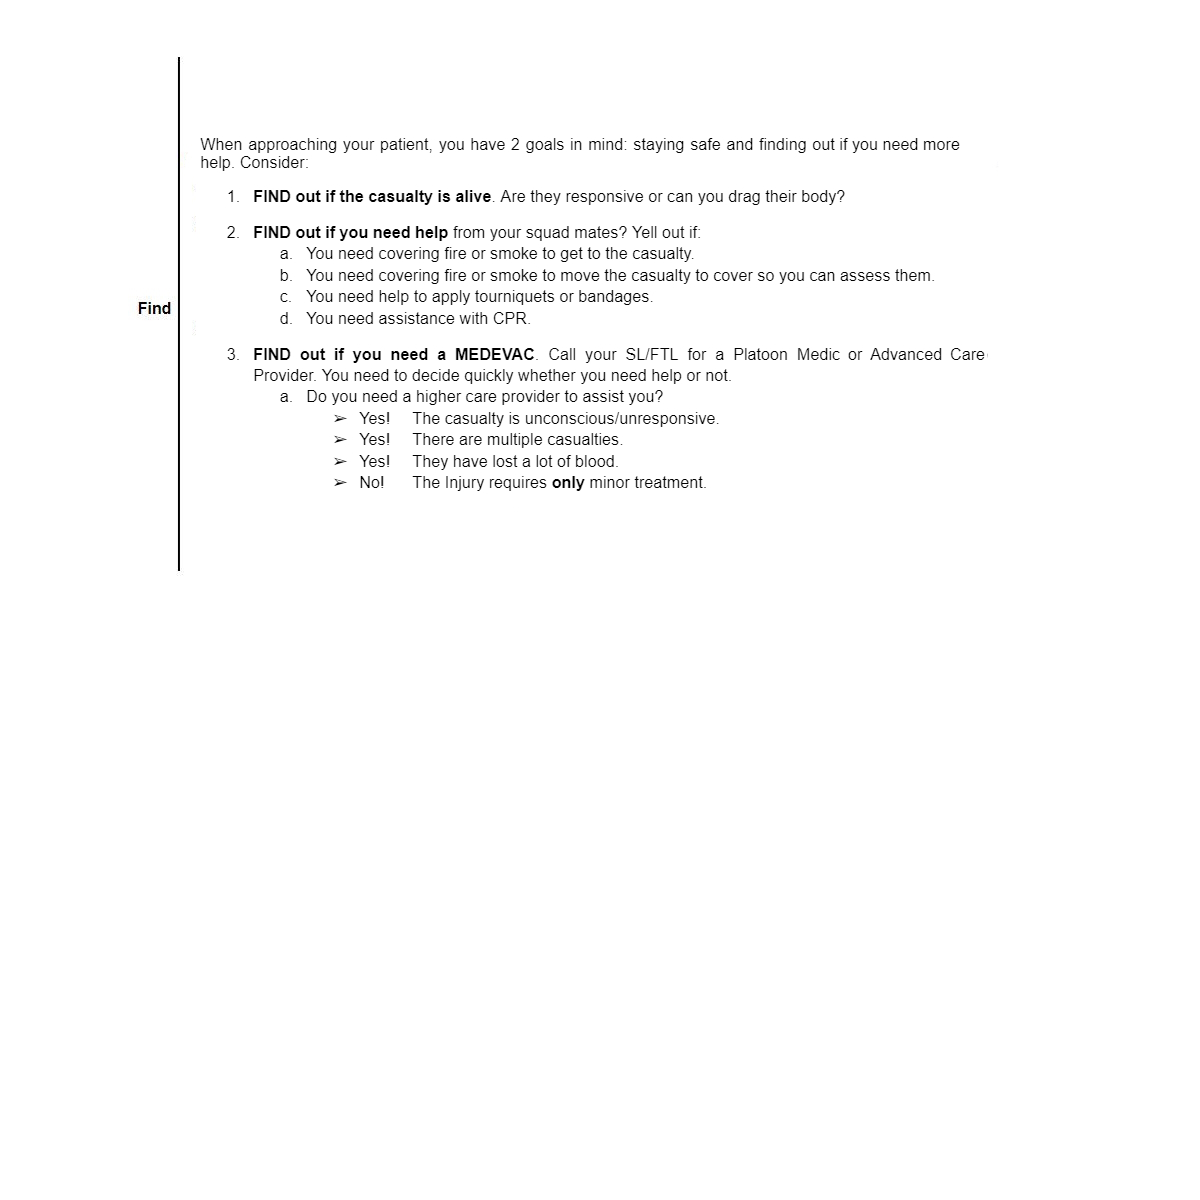 When approaching your patient, you have 2 goals in mind: staying safe and finding out if you need more
help. Consider:
1. FIND out if the casualty is alive. Are they responsive or can you drag their body?
2. FIND out if you need help from your squad mates? Yell out if:
a. You need covering fire or smoke to get to the casualty.
b. You need covering fire or smoke to move the casualty to cover so you can assess them.
c. You need help to apply tourniquets or bandages.
Find
d. You need assistance with CPR.
3. FIND out if you need a MEDEVAC. Call your SL/FTL for a Platoon Medic or Advanced Care
Provider. You need to decide quickly whether you need help or not.
a. Do you need a higher care provider to assist you?
➢ Yes! The casualty is unconscious/unresponsive.
➢ Yes! There are multiple casualties.
➢ Yes! They have lost a lot of blood.
➢ No! The Injury requires only minor treatment.